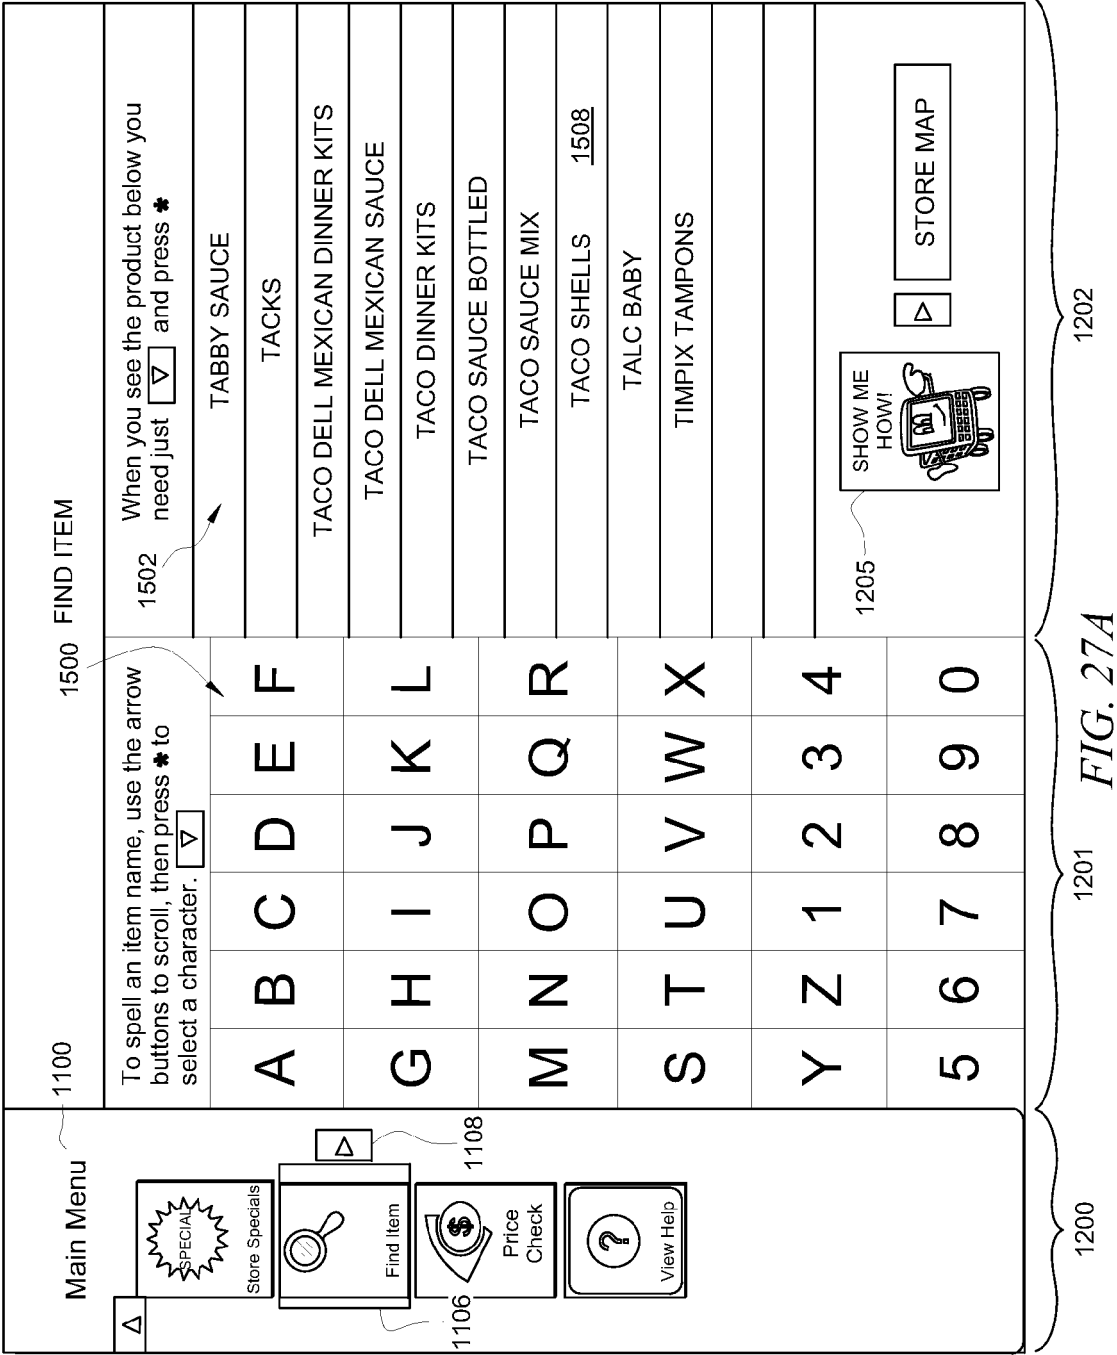 1500 FIND ITEM
Main Menu
1100
SPECIAL
Store Specials
Find Item
1106
1108
$
Price
Check
?
View Help
To spell an item name, use the arrow
buttons to scroll, then press ✱ to
select a character.
A B C D E F
G H I J K L
M N O P Q R
S T U V W X
Y Z 1 2 3 4
5 6 7 8 9 0
When you see the product below you
need just and press ✱
1502
TABBY SAUCE
TACKS
TACO DELL MEXICAN DINNER KITS
TACO DELL MEXICAN SAUCE
TACO DINNER KITS
TACO SAUCE BOTTLED
TACO SAUCE MIX
TACO SHELLS 1508
TALC BABY
TIMPIX TAMPONS
1205
SHOW ME
HOW!
STORE MAP
1200
1201
1202
FIG. 27A